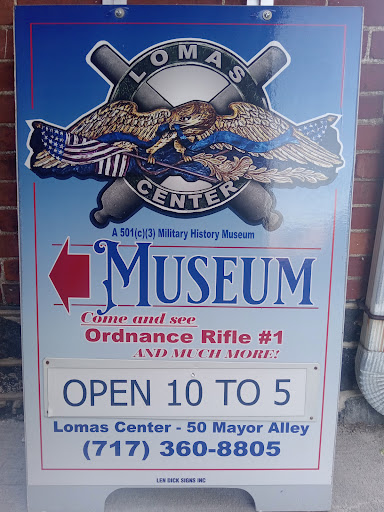 LOMAS
CENTER
A 501(c)(3) Military History Museum
MUSEUM
Come and see
Ordnance Rifle #1
AND MUCH MORE!
OPEN 10 TO 5
Lomas Center - 50 Mayor Alley
(717) 360-8805
LEN DICK SIGNS INC